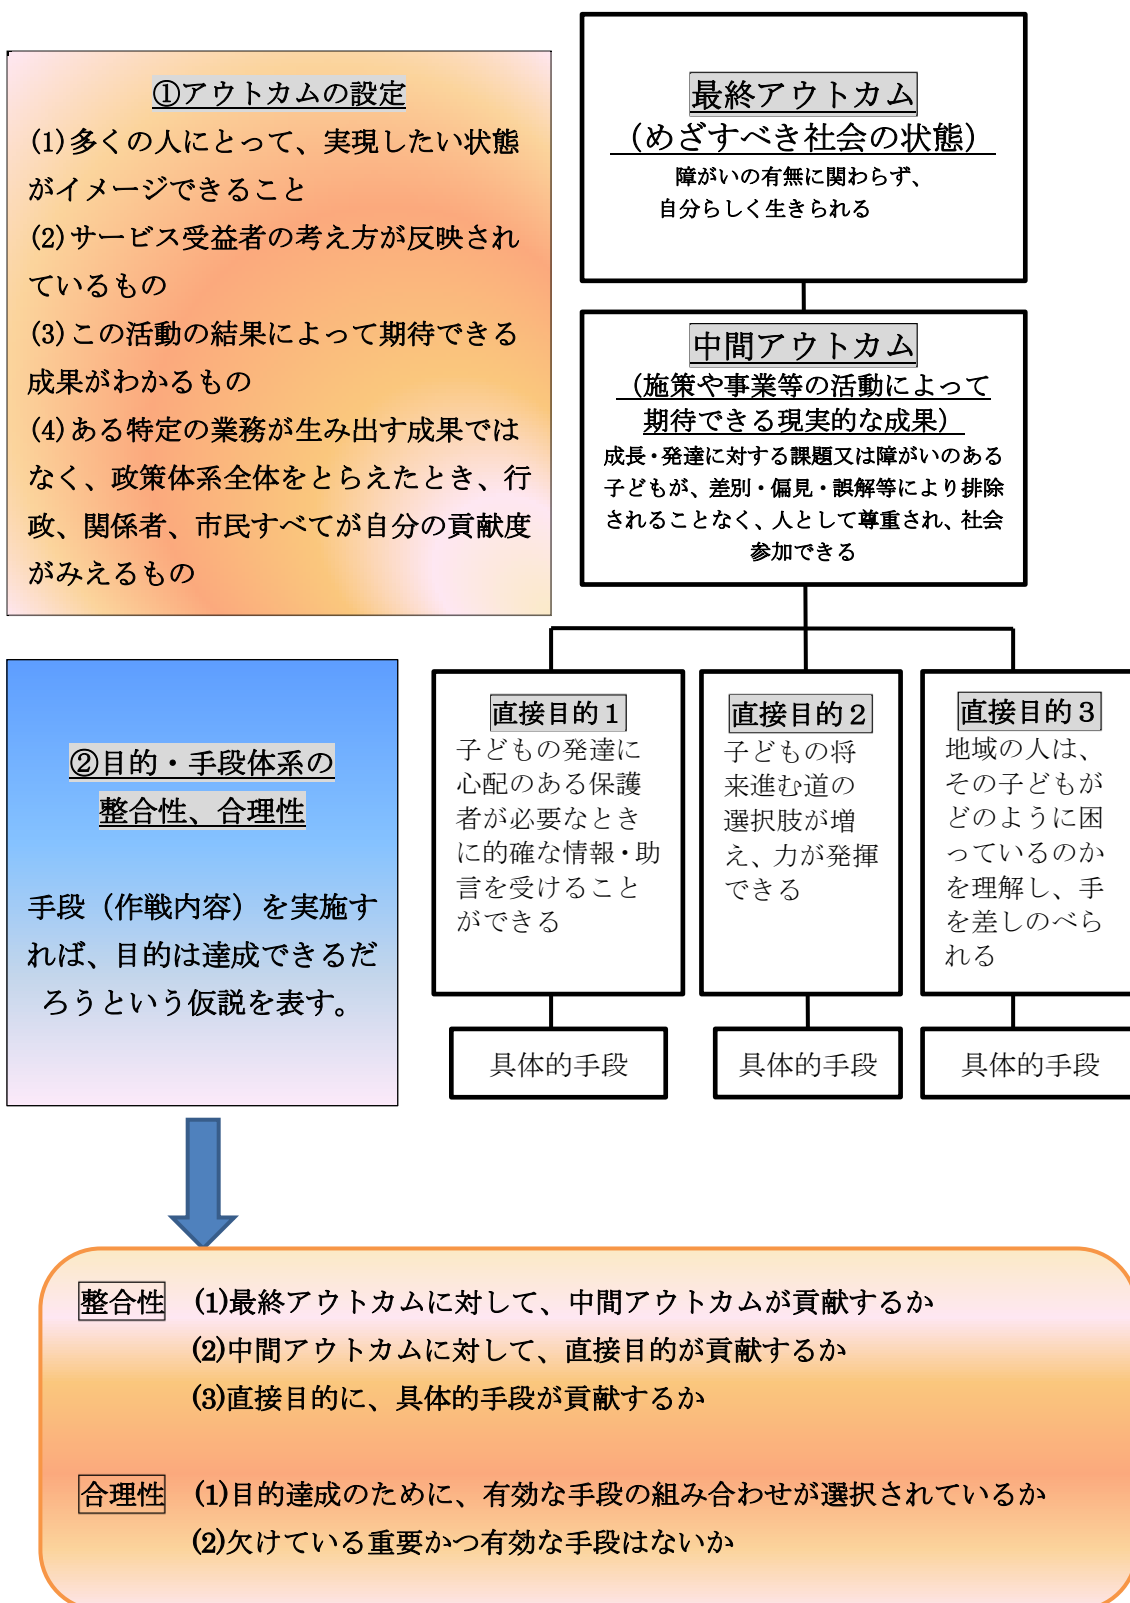 ①アウトカムの設定
(1)多くの人にとって、実現したい状態
がイメージできること
(2)サービス受益者の考え方が反映され
ているもの
(3)この活動の結果によって期待できる
成果がわかるもの
(4)ある特定の業務が生み出す成果では
なく、政策体系全体をとらえたとき、行
政、関係者、市民すべてが自分の貢献度
がみえるもの
最終アウトカム
（めざすべき社会の状態）
障がいの有無に関わらず、
自分らしく生きられる
中間アウトカム
（施策や事業等の活動によって
期待できる現実的な成果）
成長・発達に対する課題又は障がいのある
子どもが、差別・偏見・誤解等により排除
されることなく、人として尊重され、社会
参加できる
②目的・手段体系の
整合性、合理性
手段（作戦内容）を実施す
れば、目的は達成できるだ
ろうという仮説を表す。
直接目的１
子どもの発達に
心配のある保護
者が必要なとき
に的確な情報・助
言を受けること
ができる
直接目的２
子どもの将
来進む道の
選択肢が増
え、力が発揮
できる
直接目的３
地域の人は、
その子どもが
どのように困
っているのか
を理解し、手
を差しのべら
れる
具体的手段
具体的手段
具体的手段
整合性 (1)最終アウトカムに対して、中間アウトカムが貢献するか
(2)中間アウトカムに対して、直接目的が貢献するか
(3)直接目的に、具体的手段が貢献するか
合理性 (1)目的達成のために、有効な手段の組み合わせが選択されているか
(2)欠けている重要かつ有効な手段はないか